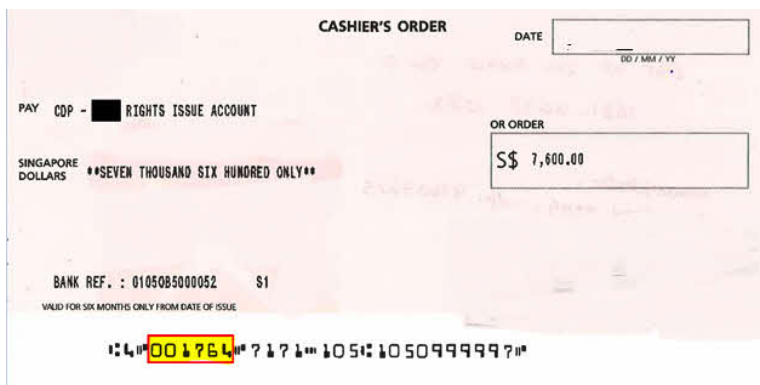 CASHIER'S ORDER
DATE
DD / MM / YY
PAY CDP - RIGHTS ISSUE ACCOUNT
OR ORDER
SINGAPORE DOLLARS **SEVEN THOUSAND SIX HUNDRED ONLY**
S$ 7,600.00
BANK REF. : 01050B5000052 S1
VALID FOR SIX MONTHS ONLY FROM DATE OF ISSUE
⑆4⑈001764⑈7171⑉105⑆1050999997⑈